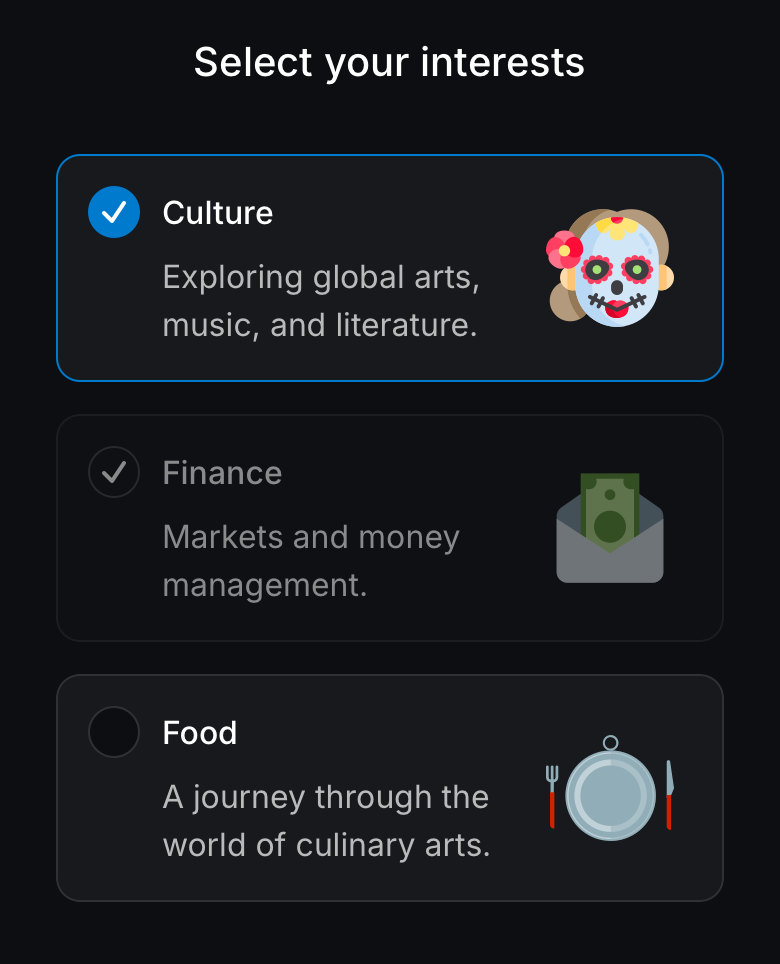 Select your interests
Culture
Exploring global arts,
music, and literature.
Finance
Markets and money
management.
Food
A journey through the
world of culinary arts.